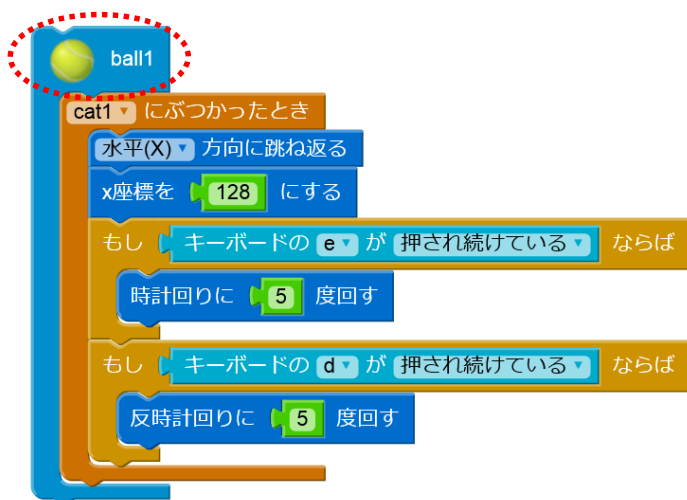 ball1
cat1 にぶつかったとき
水平(X) 方向に跳ね返る
x座標を 128 にする
もし キーボードの e が 押され続けている ならば
時計回りに 5 度回す
もし キーボードの d が 押され続けている ならば
反時計回りに 5 度回す